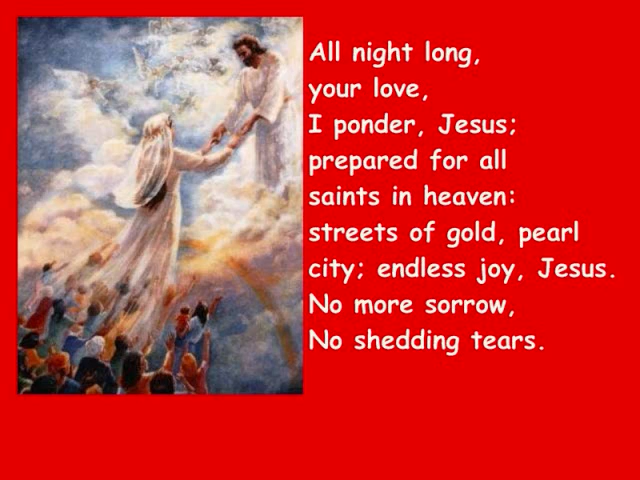 All night long,
your love,
I ponder, Jesus;
prepared for all
saints in heaven:
streets of gold, pearl
city; endless joy, Jesus.
No more sorrow,
No shedding tears.